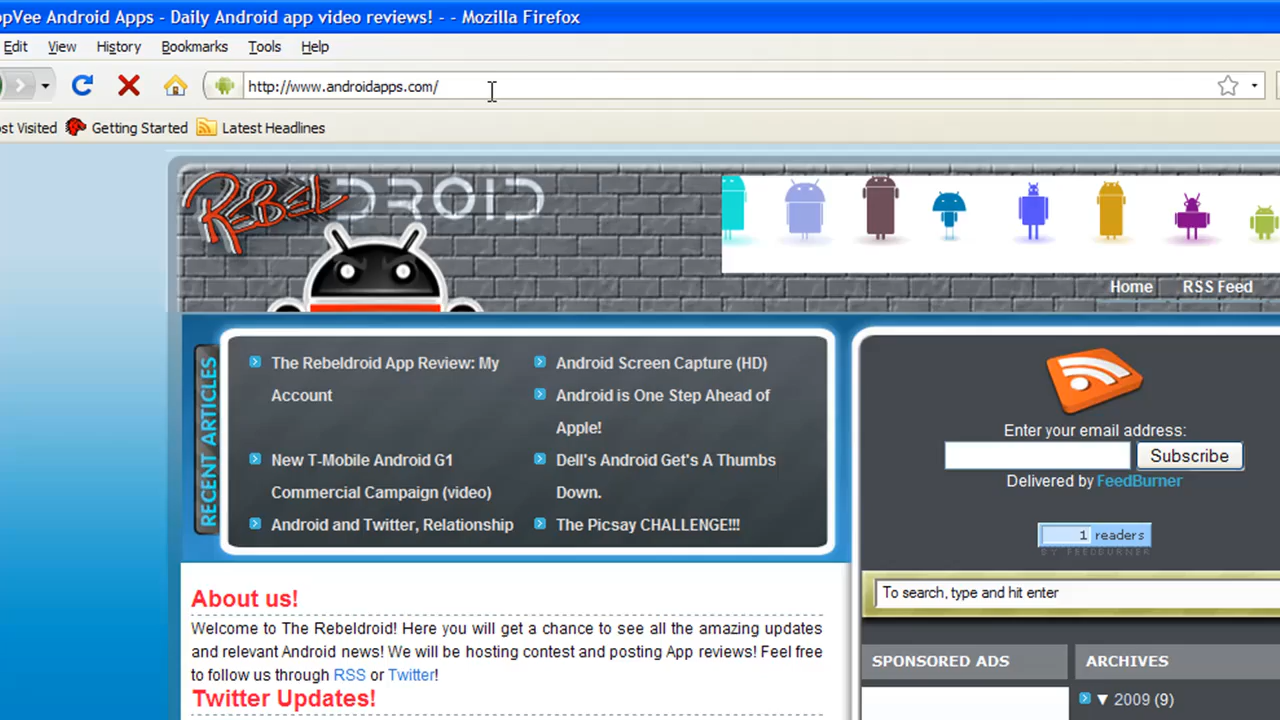 pVee Android Apps - Daily Android app video reviews! - - Mozilla Firefox
Edit View History Bookmarks Tools Help
http://www.androidapps.com/
st Visited Getting Started Latest Headlines
REBEL DROID
Home RSS Feed
RECENT ARTICLES
The Rebeldroid App Review: My
Account
New T-Mobile Android G1
Commercial Campaign (video)
Android and Twitter, Relationship
Android Screen Capture (HD)
Android is One Step Ahead of
Apple!
Dell's Android Get's A Thumbs
Down.
The Picsay CHALLENGE!!!
Enter your email address:
Subscribe
Delivered by FeedBurner
1 readers
BY FEEDBURNER
To search, type and hit enter
About us!
Welcome to The Rebeldroid! Here you will get a chance to see all the amazing updates
and relevant Android news! We will be hosting contest and posting App reviews! Feel free
to follow us through RSS or Twitter!
Twitter Updates!
SPONSORED ADS
ARCHIVES
▼ 2009 (9)